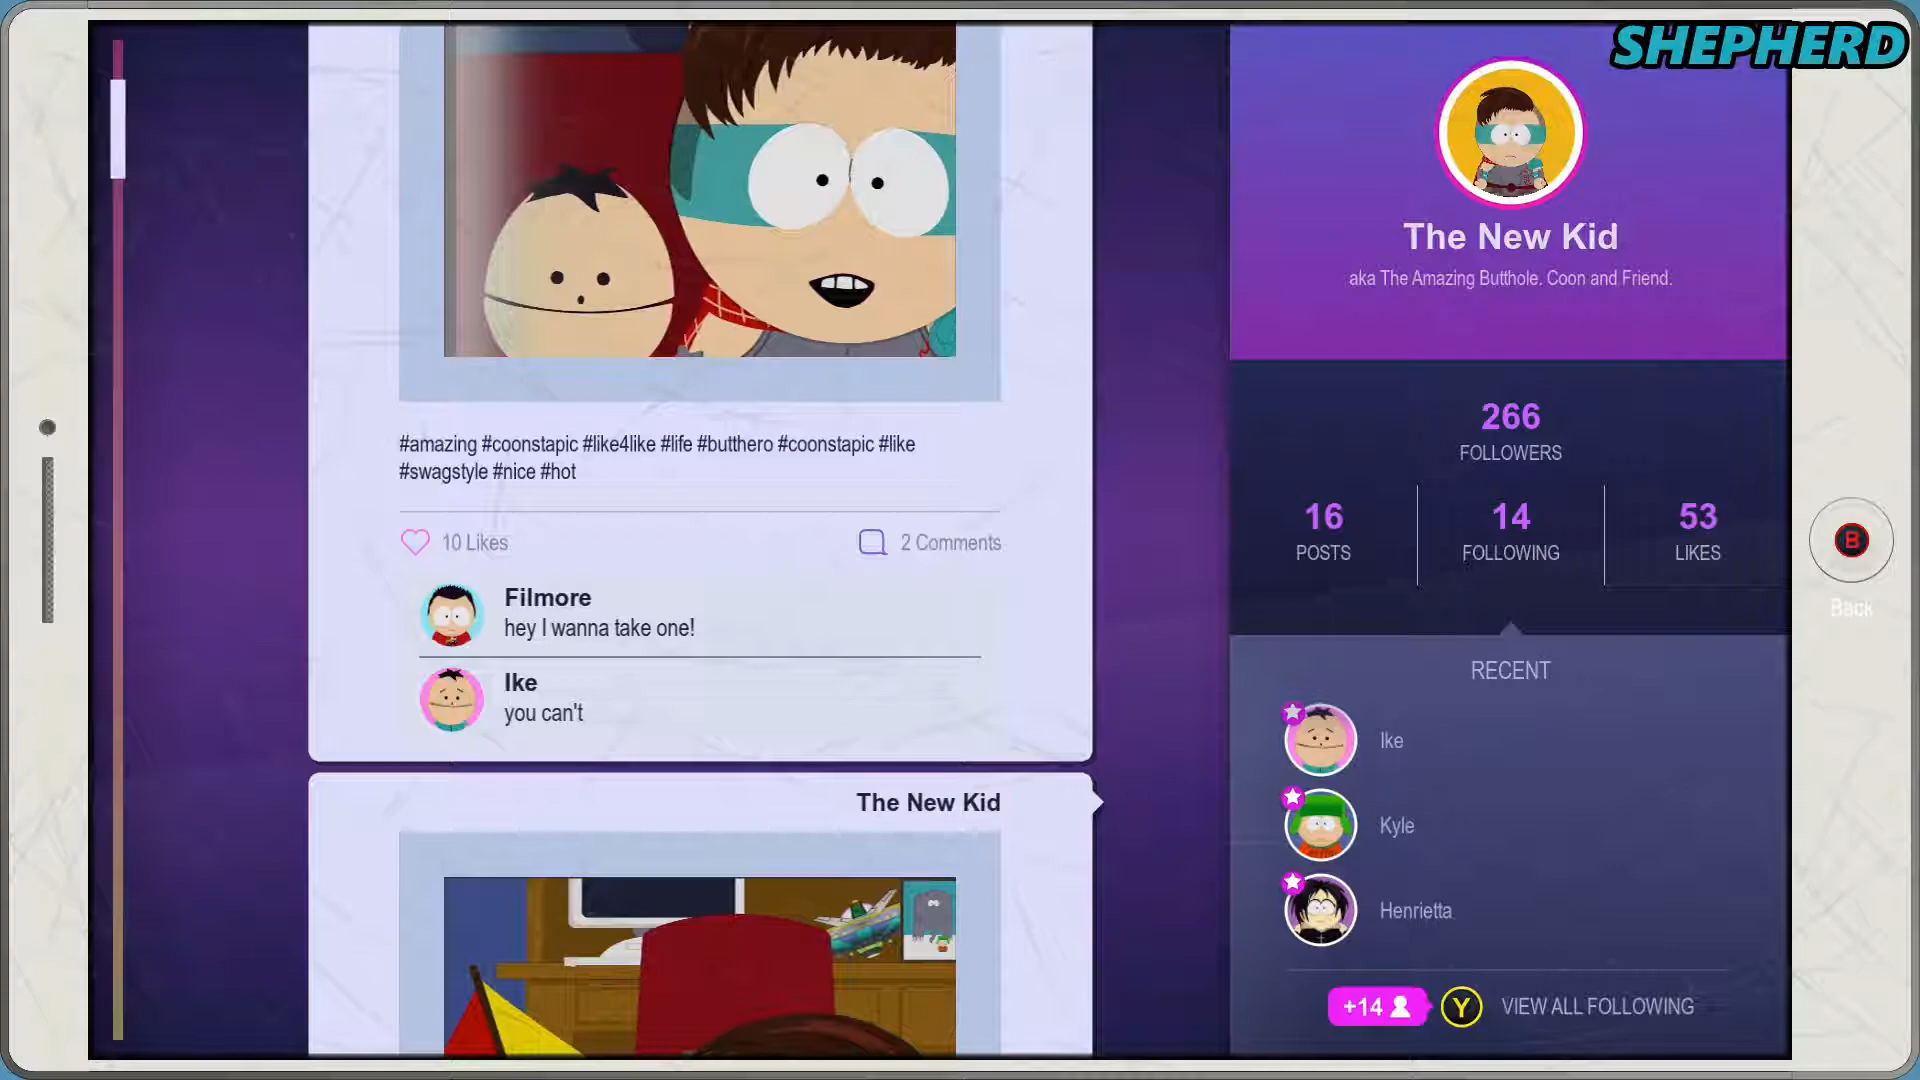 SHEPHERD
#amazing #coonstapic #like4like #life #butthero #coonstapic #like
#swagstyle #nice #hot
10 Likes
2 Comments
Filmore
hey I wanna take one!
Ike
you can't
The New Kid
The New Kid
aka The Amazing Butthole. Coon and Friend.
266
FOLLOWERS
16
POSTS
14
FOLLOWING
53
LIKES
RECENT
Ike
Kyle
Henrietta
+14
Y
VIEW ALL FOLLOWING
B
Back